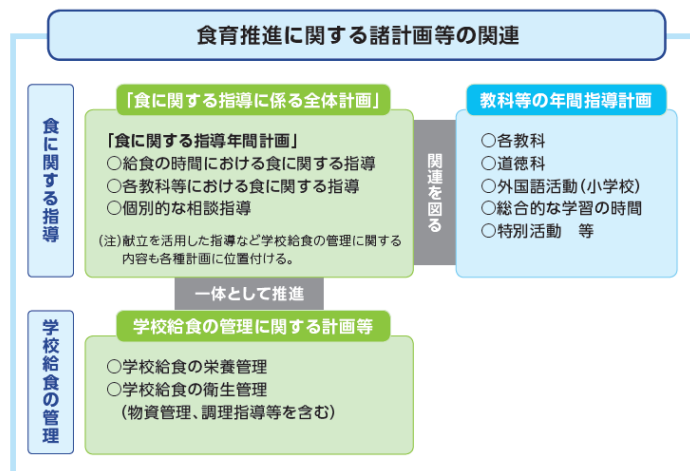 食育推進に関する諸計画等の関連
食に関する指導
「食に関する指導に係る全体計画」
「食に関する指導年間計画」
○給食の時間における食に関する指導
○各教科等における食に関する指導
○個別的な相談指導
(注)献立を活用した指導など学校給食の管理に関する
内容も各種計画に位置付ける。
関連を図る
教科等の年間指導計画
○各教科
○道徳科
○外国語活動(小学校)
○総合的な学習の時間
○特別活動　等
一体として推進
学校給食の管理
学校給食の管理に関する計画等
○学校給食の栄養管理
○学校給食の衛生管理
(物資管理、調理指導等を含む)